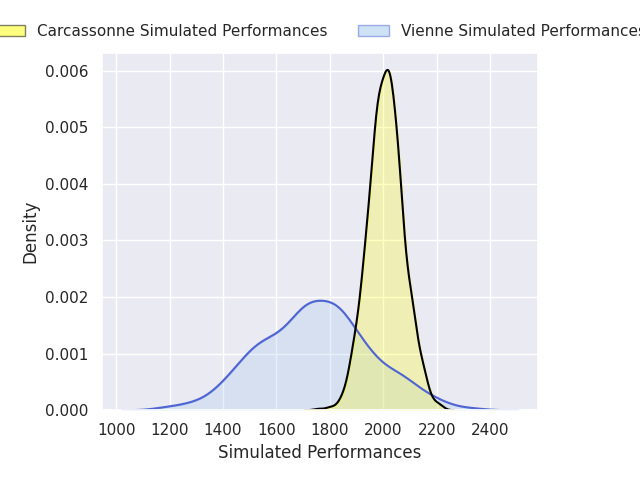 Carcassonne Simulated Performances
Vienne Simulated Performances
0.006
0.005
0.004
0.003
0.002
0.001
0.000
Density
1000 1200 1400 1600 1800 2000 2200 2400
Simulated Performances